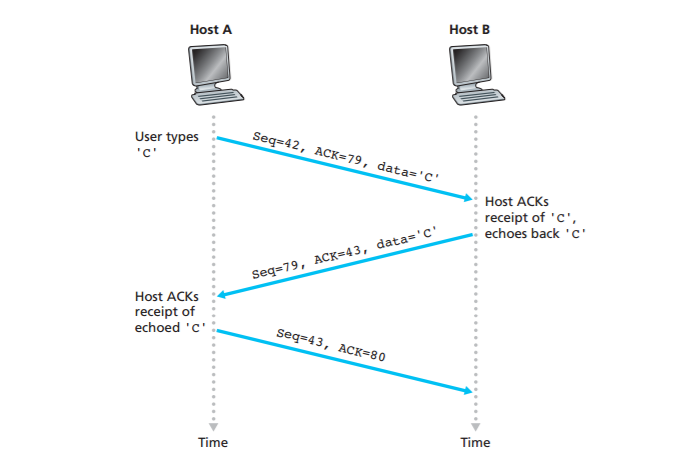 Host A
Host B
User types
'C'
Seq=42, ACK=79, data='C'
Host ACKs
receipt of 'C',
echoes back 'C'
Seq=79, ACK=43, data='C'
Host ACKs
receipt of
echoed 'C'
Seq=43, ACK=80
Time
Time